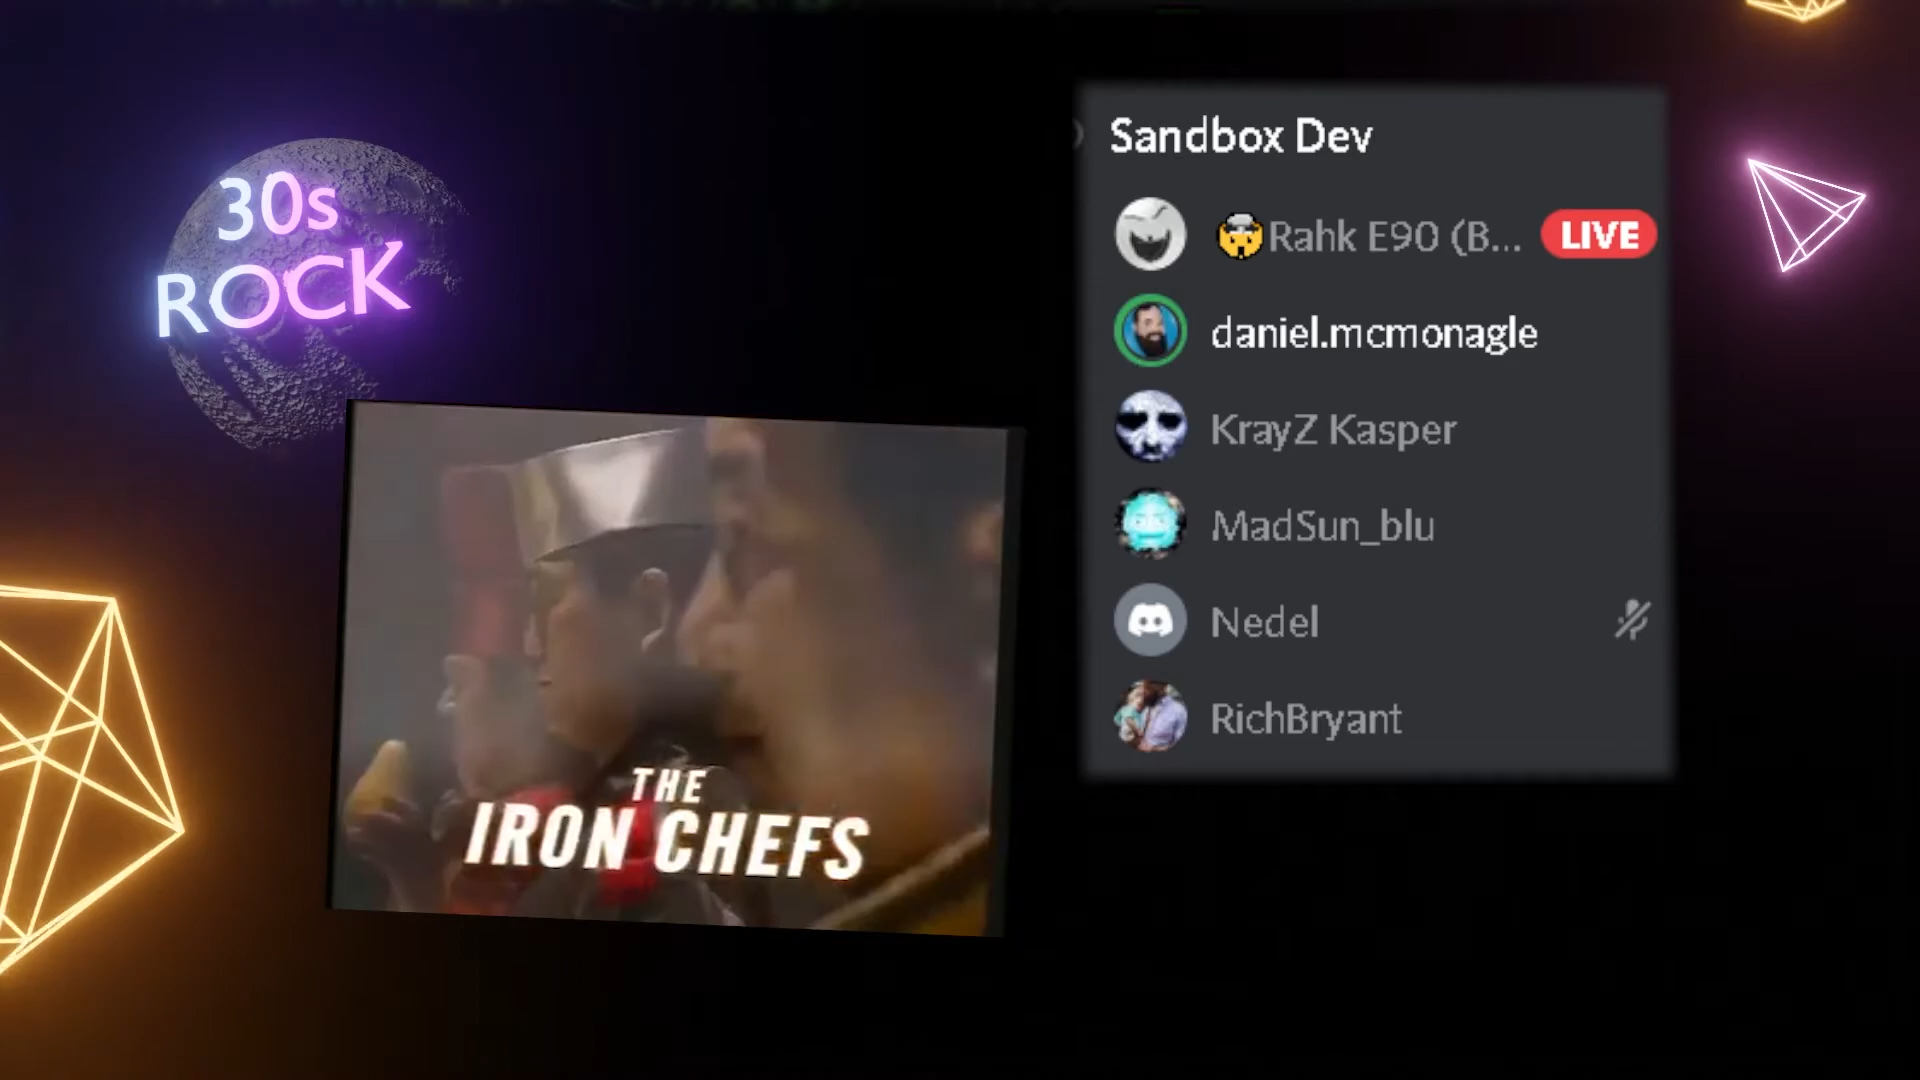 30s
ROCK
THE
IRON CHEFS
Sandbox Dev
Rahk E90 (B...
LIVE
daniel.mcmonagle
KrayZ Kasper
MadSun_blu
Nedel
RichBryant